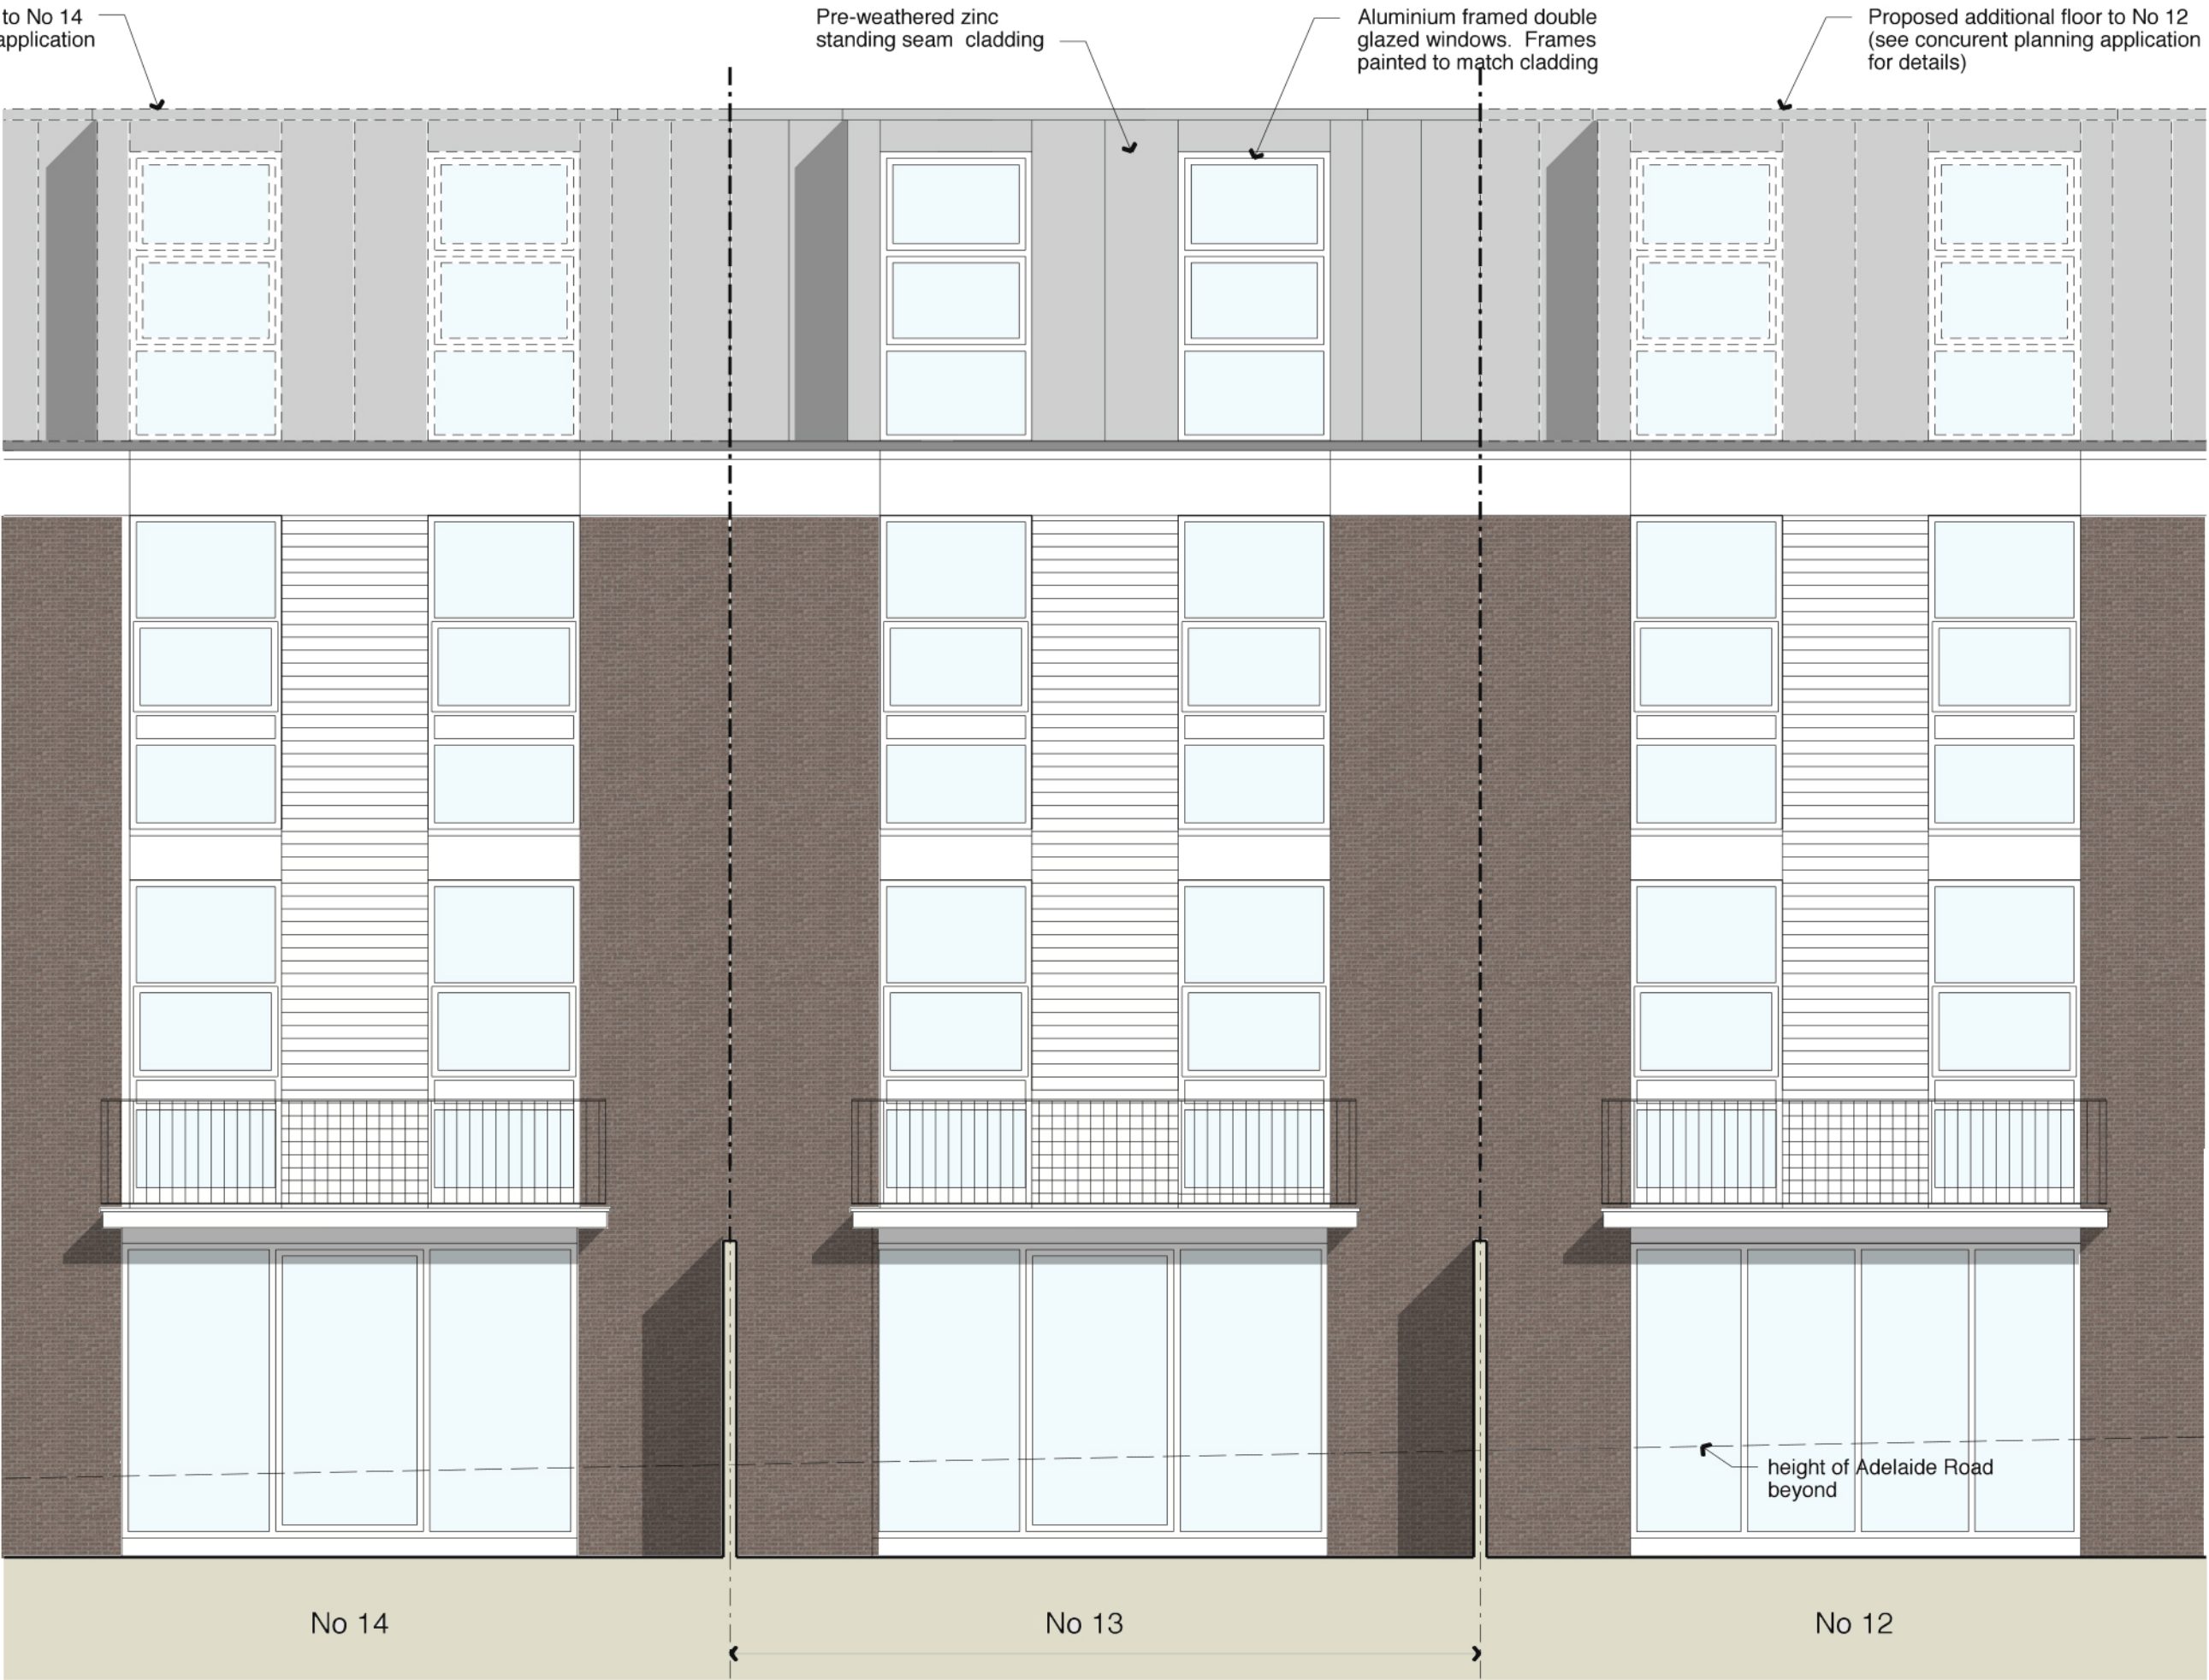 to No 14
application
Pre-weathered zinc
standing seam cladding
Aluminium framed double
glazed windows. Frames
painted to match cladding
Proposed additional floor to No 12
(see concurent planning application
for details)
height of Adelaide Road
beyond
No 14
No 13
No 12